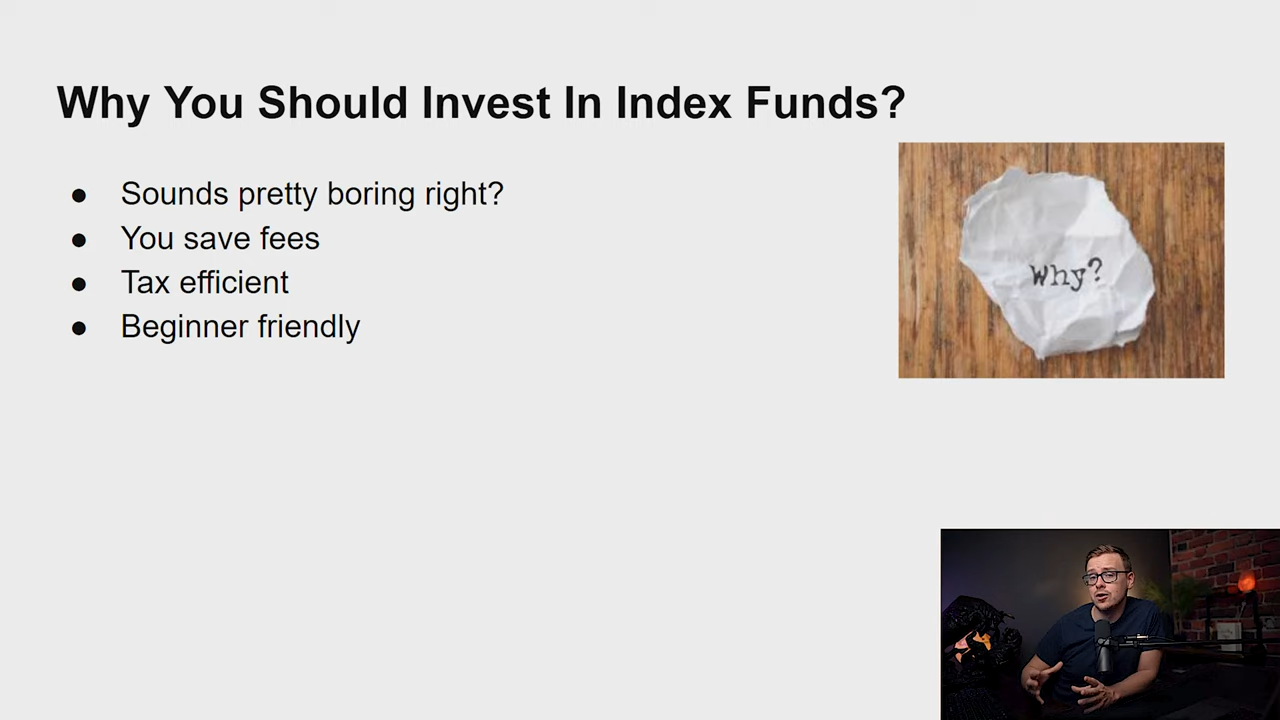 Why You Should Invest In Index Funds?
● Sounds pretty boring right?
● You save fees
● Tax efficient
● Beginner friendly
Why?